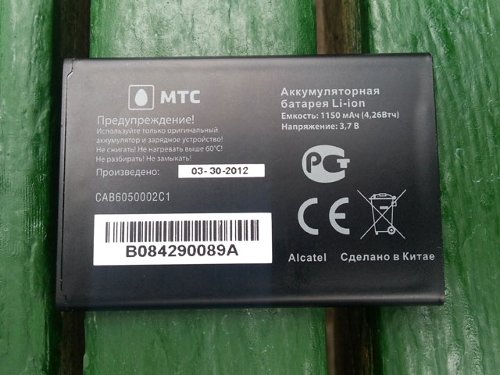 МТС
Предупреждение!
Используйте только оригинальный
аккумулятор и зарядное устройство!
Не сжигать! Не нагревать выше 60°C!
Не разбирать! Не замыкать!
Произведено: 03-30-2012
CAB6050002C1
B084290089A
Аккумуляторная
батарея Li-ion
Емкость: 1150 мАч (4,26Втч)
Напряжение: 3,7 В
РСТ
Alcatel Сделано в Китае